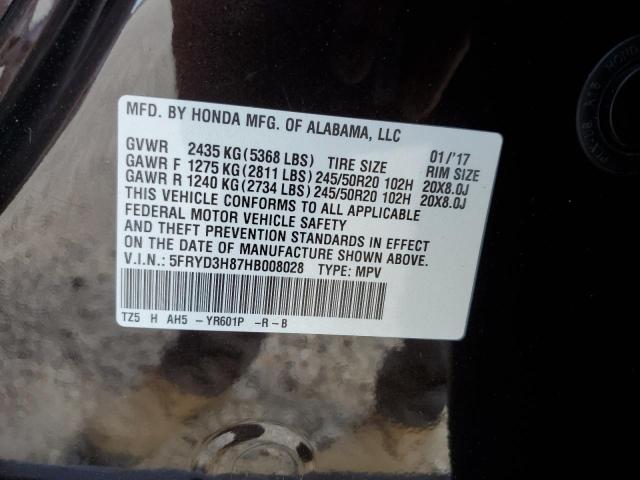 MFD. BY HONDA MFG. OF ALABAMA, LLC
GVWR 2435 KG(5368 LBS) TIRE SIZE 01/'17 RIM SIZE
GAWR F 1275 KG(2811 LBS) 245/50R20 102H 20X8.0J
GAWR R 1240 KG(2734 LBS) 245/50R20 102H 20X8.0J
THIS VEHICLE CONFORMS TO ALL APPLICABLE
FEDERAL MOTOR VEHICLE SAFETY
AND THEFT PREVENTION STANDARDS IN EFFECT
ON THE DATE OF MANUFACTURE SHOWN ABOVE.
V.I.N.: 5FRYD3H87HB008028 TYPE: MPV
TZ5 H AH5 -YR601P -R-B